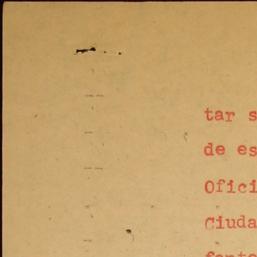 tar s
de es
Ofici
Ciuda